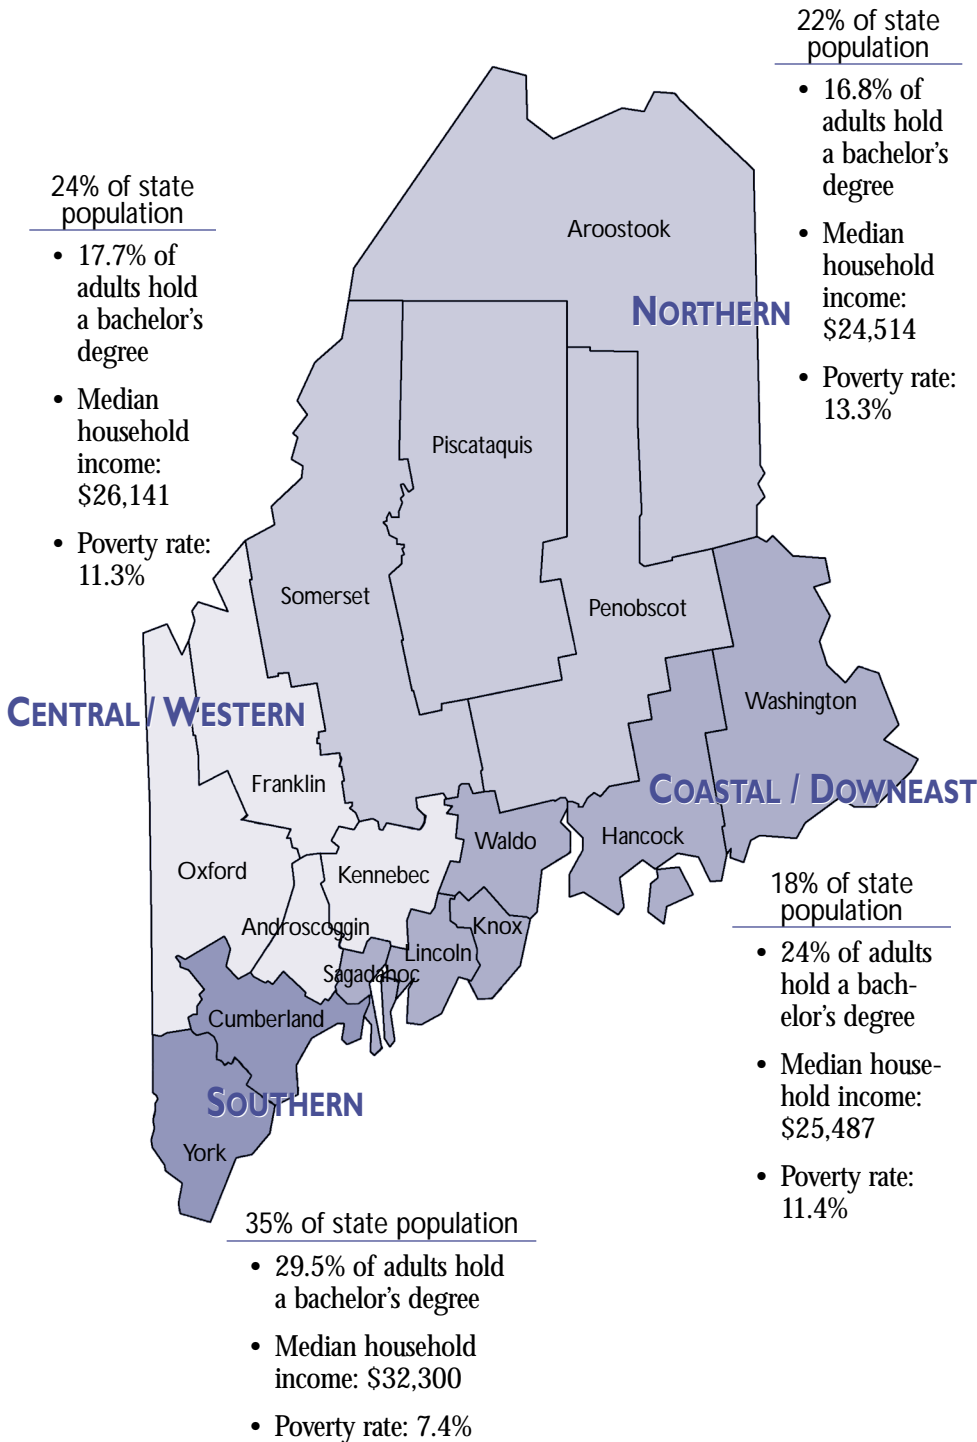 22% of state
population
• 16.8% of
adults hold
a bachelor's
degree
• Median
household
income:
$24,514
• Poverty rate:
13.3%
24% of state
population
• 17.7% of
adults hold
a bachelor's
degree
• Median
household
income:
$26,141
• Poverty rate:
11.3%
Aroostook
NORTHERN
Piscataquis
Somerset
Penobscot
CENTRAL / WESTERN
Washington
Franklin
COASTAL / DOWNEAST
Waldo
Hancock
Oxford
Kennebec
Androscoggin
Knox
Lincoln
Sagadahoc
Cumberland
SOUTHERN
York
18% of state
population
• 24% of adults
hold a bach-
elor's degree
• Median house-
hold income:
$25,487
• Poverty rate:
11.4%
35% of state population
• 29.5% of adults hold
a bachelor's degree
• Median household
income: $32,300
• Poverty rate: 7.4%